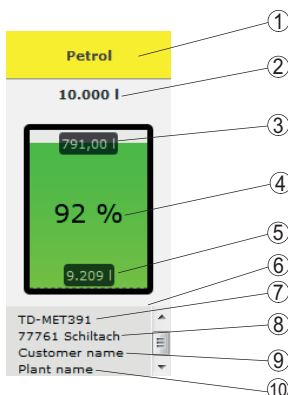 1
Petrol
2
10.000 l
3
791,00 l
4
92 %
5
9.209 l
6
7
TD-MET391
8
77761 Schiltach
Customer name
9
Plant name
10